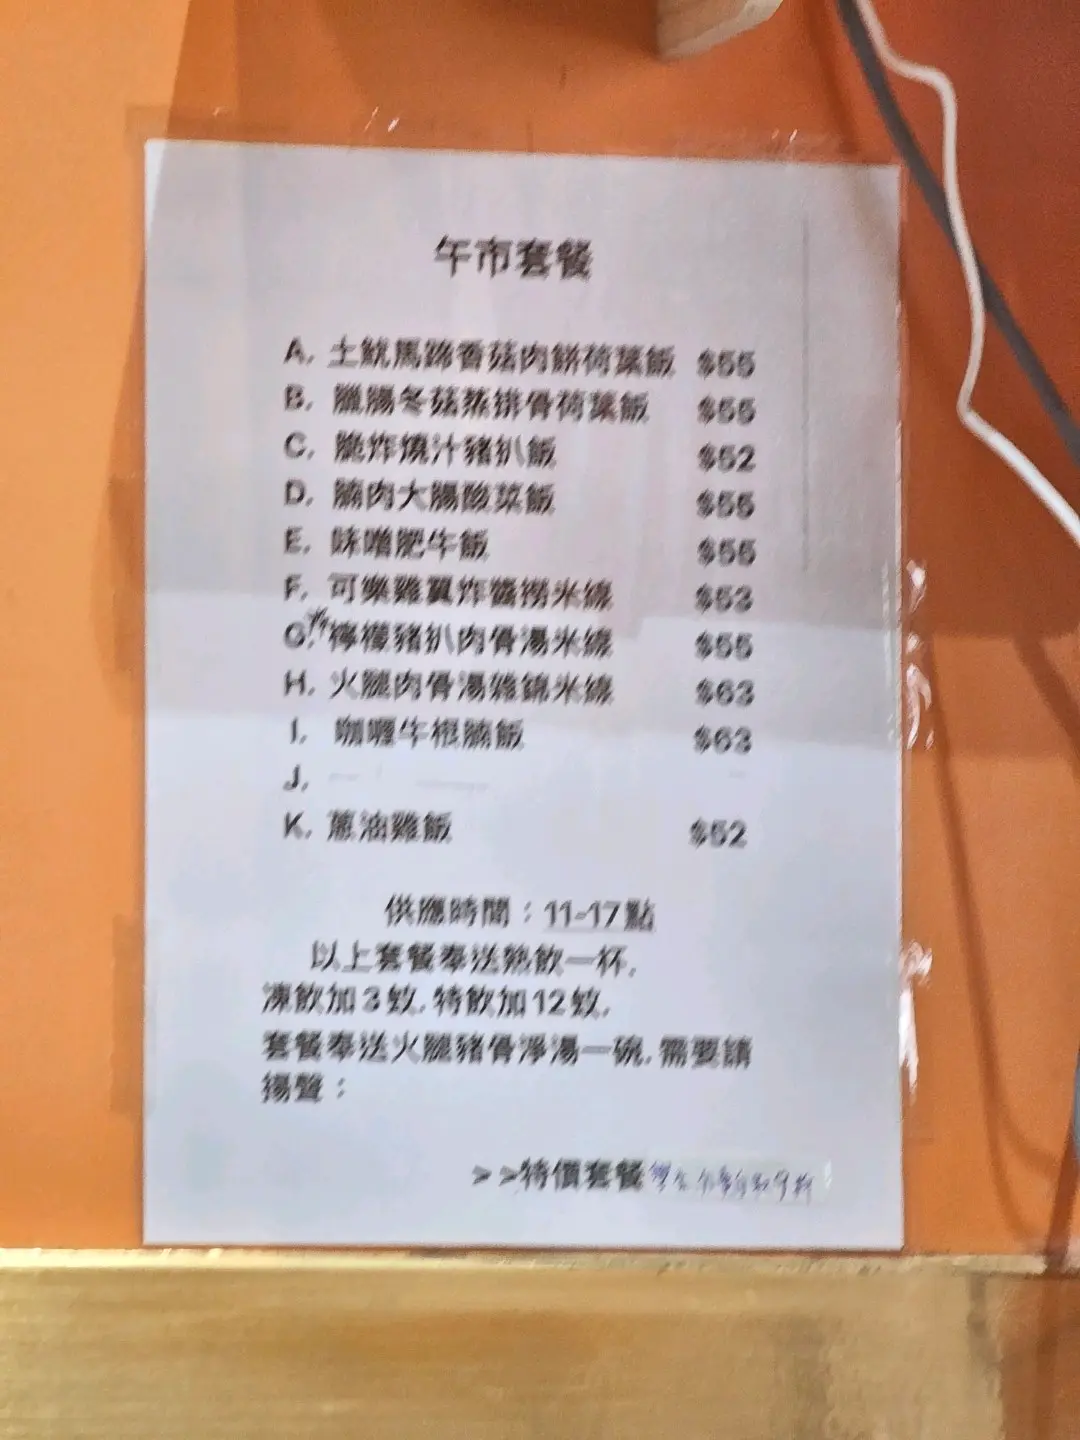 午市套餐
A. 土魷馬蹄香菇肉餅荷葉飯 $55
B. 臘腸冬菇蒸排骨荷葉飯 $55
C. 脆炸燒汁豬扒飯 $52
D. 腩肉大腸酸菜飯 $55
E. 味噌肥牛飯 $55
F. 可樂雞翼炸醬撈米線 $53
G. 檸檬豬扒肉骨湯米線 $55
H. 火腿肉骨湯雜錦米線 $63
I. 咖喱牛根腩飯 $63
J.
K. 蔥油雞飯 $52
供應時間：11-17點
以上套餐奉送熱飲一杯,
凍飲加3蚊,特飲加12蚊,
套餐奉送火腿豬骨淨湯一碗,需要請
揚聲：
>>特價套餐